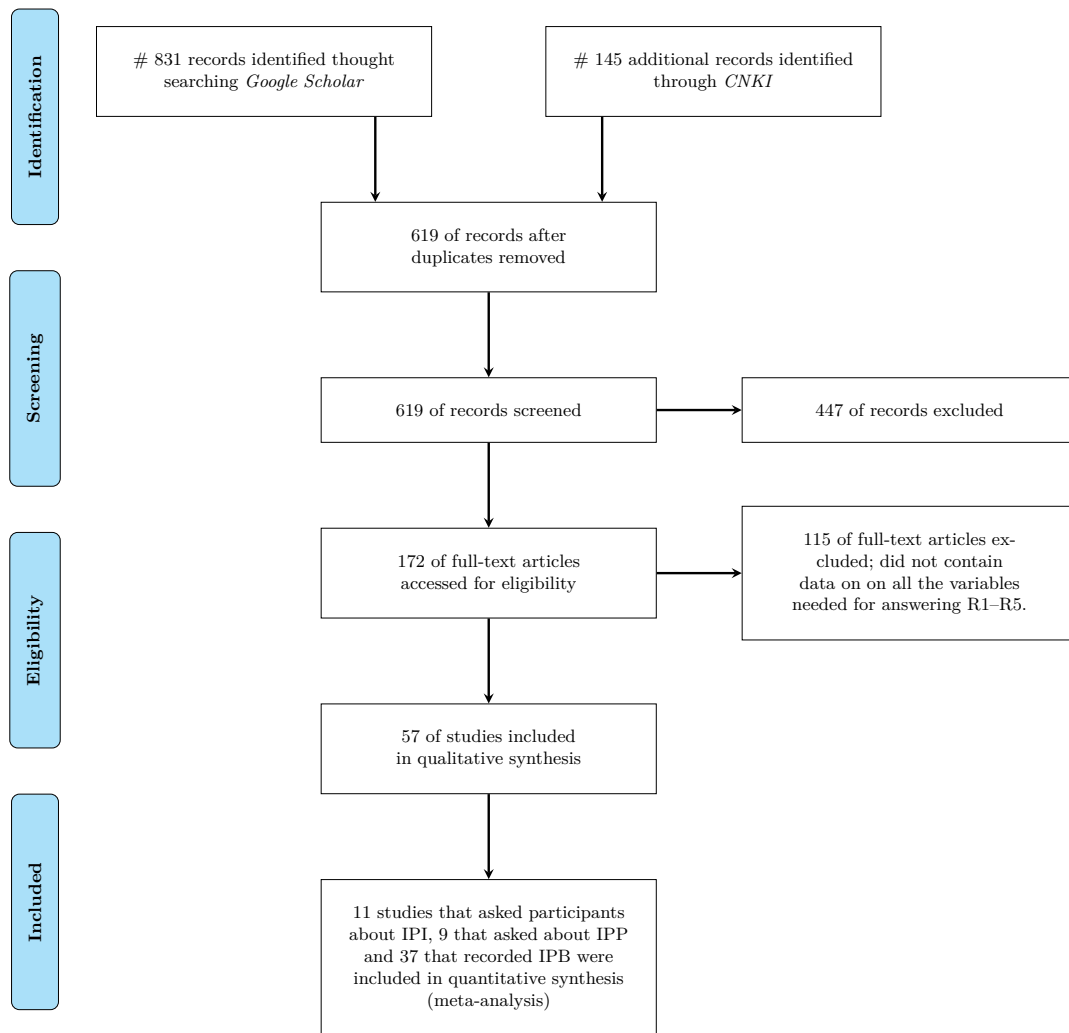 Identification
# 831 records identified thought
searching Google Scholar
# 145 additional records identified
through CNKI
619 of records after
duplicates removed
Screening
619 of records screened
447 of records excluded
Eligibility
172 of full-text articles
accessed for eligibility
115 of full-text articles ex-
cluded; did not contain
data on on all the variables
needed for answering R1–R5.
57 of studies included
in qualitative synthesis
Included
11 studies that asked participants
about IPI, 9 that asked about IPP
and 37 that recorded IPB were
included in quantitative synthesis
(meta-analysis)